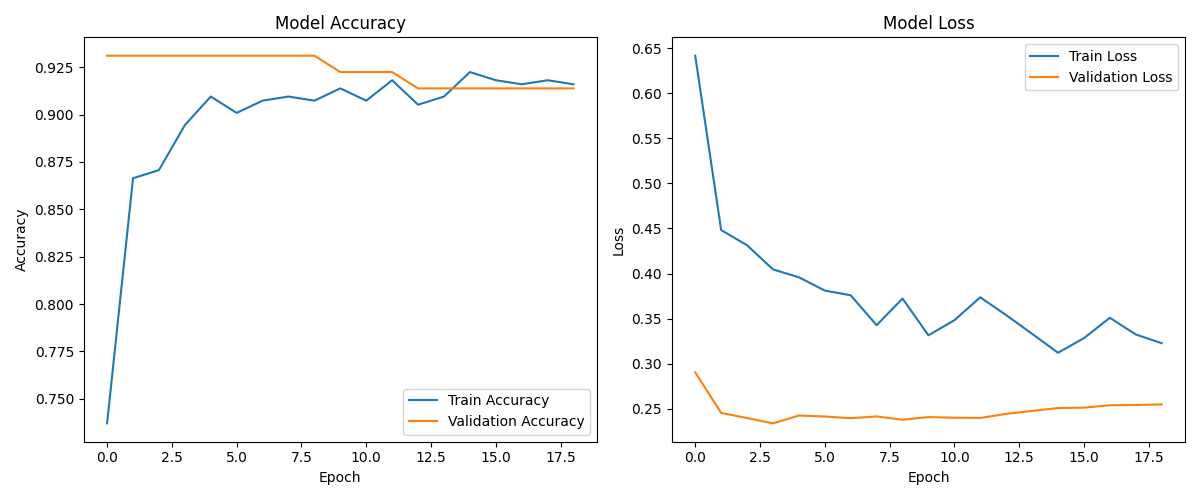 Model Accuracy
Accuracy
0.925
0.900
0.875
0.850
0.825
0.800
0.775
0.750
Train Accuracy
Validation Accuracy
0.0 2.5 5.0 7.5 10.0 12.5 15.0 17.5
Epoch
Model Loss
Loss
0.65
0.60
0.55
0.50
0.45
0.40
0.35
0.30
0.25
Train Loss
Validation Loss
0.0 2.5 5.0 7.5 10.0 12.5 15.0 17.5
Epoch